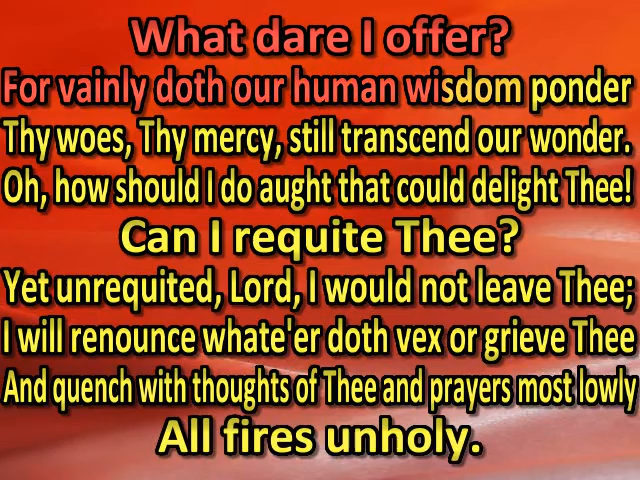 What dare I offer?
For vainly doth our human wisdom ponder
Thy woes, Thy mercy, still transcend our wonder.
Oh, how should I do aught that could delight Thee!
Can I requite Thee?
Yet unrequited, Lord, I would not leave Thee;
I will renounce whate'er doth vex or grieve Thee
And quench with thoughts of Thee and prayers most lowly
All fires unholy.